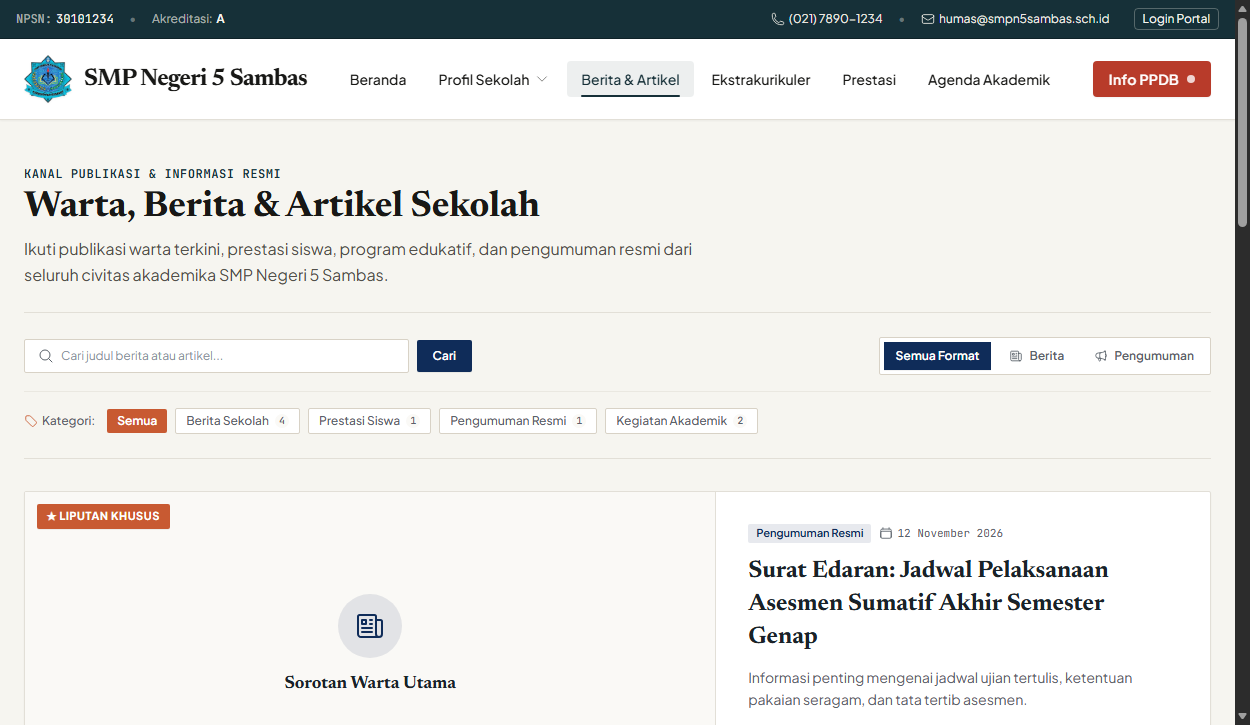 NPSN: 30101234 • Akreditasi: A
(021) 7890-1234 • humas@smpn5sambas.sch.id
Login Portal
SMP Negeri 5 Sambas
Beranda
Profil Sekolah
Berita & Artikel
Ekstrakurikuler
Prestasi
Agenda Akademik
Info PPDB
KANAL PUBLIKASI & INFORMASI RESMI
Warta, Berita & Artikel Sekolah
Ikuti publikasi warta terkini, prestasi siswa, program edukatif, dan pengumuman resmi dari
seluruh civitas akademika SMP Negeri 5 Sambas.
Cari judul berita atau artikel...
Cari
Semua Format
Berita
Pengumuman
Kategori:
Semua
Berita Sekolah 4
Prestasi Siswa 1
Pengumuman Resmi 1
Kegiatan Akademik 2
★ LIPUTAN KHUSUS
Sorotan Warta Utama
Pengumuman Resmi
12 November 2026
Surat Edaran: Jadwal Pelaksanaan
Asesmen Sumatif Akhir Semester
Genap
Informasi penting mengenai jadwal ujian tertulis, ketentuan
pakaian seragam, dan tata tertib asesmen.